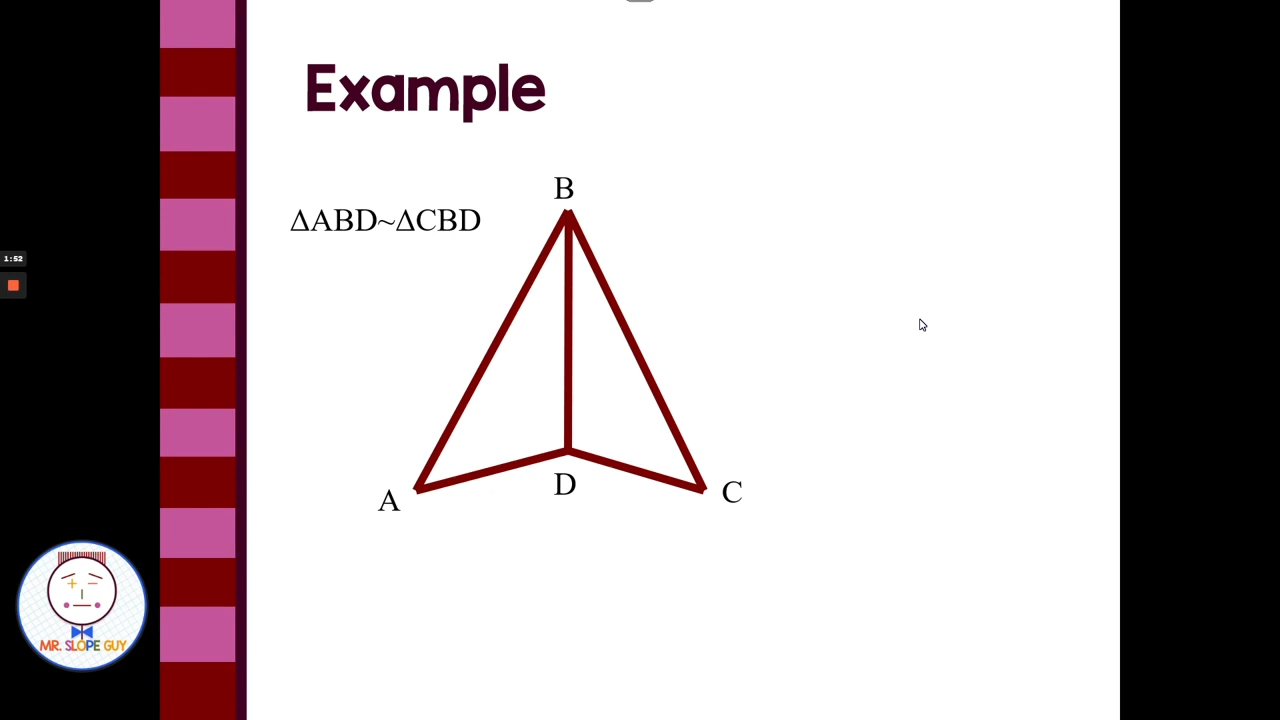 Example
B
ΔABD~ΔCBD
1:52
A
D
C
MR. SLOPE GUY